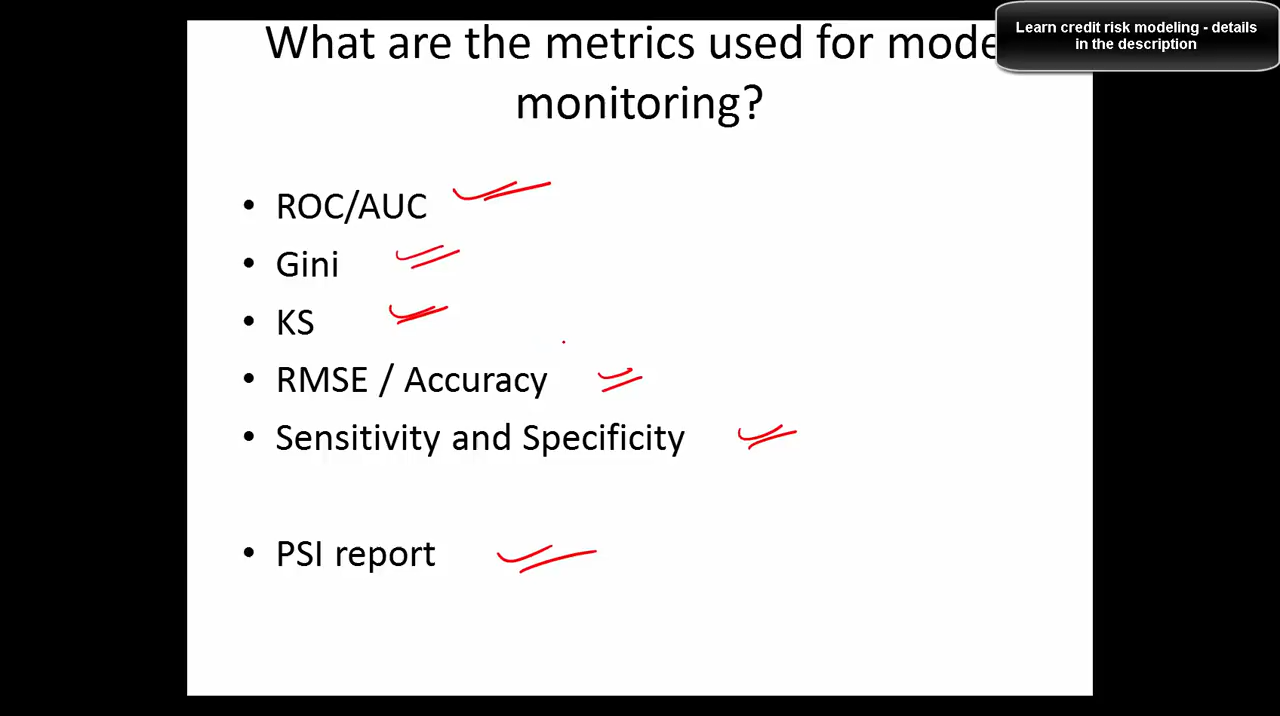 What are the metrics used for mode
monitoring?
Learn credit risk modeling - details
in the description
• ROC/AUC
• Gini
• KS
• RMSE / Accuracy
• Sensitivity and Specificity
• PSI report